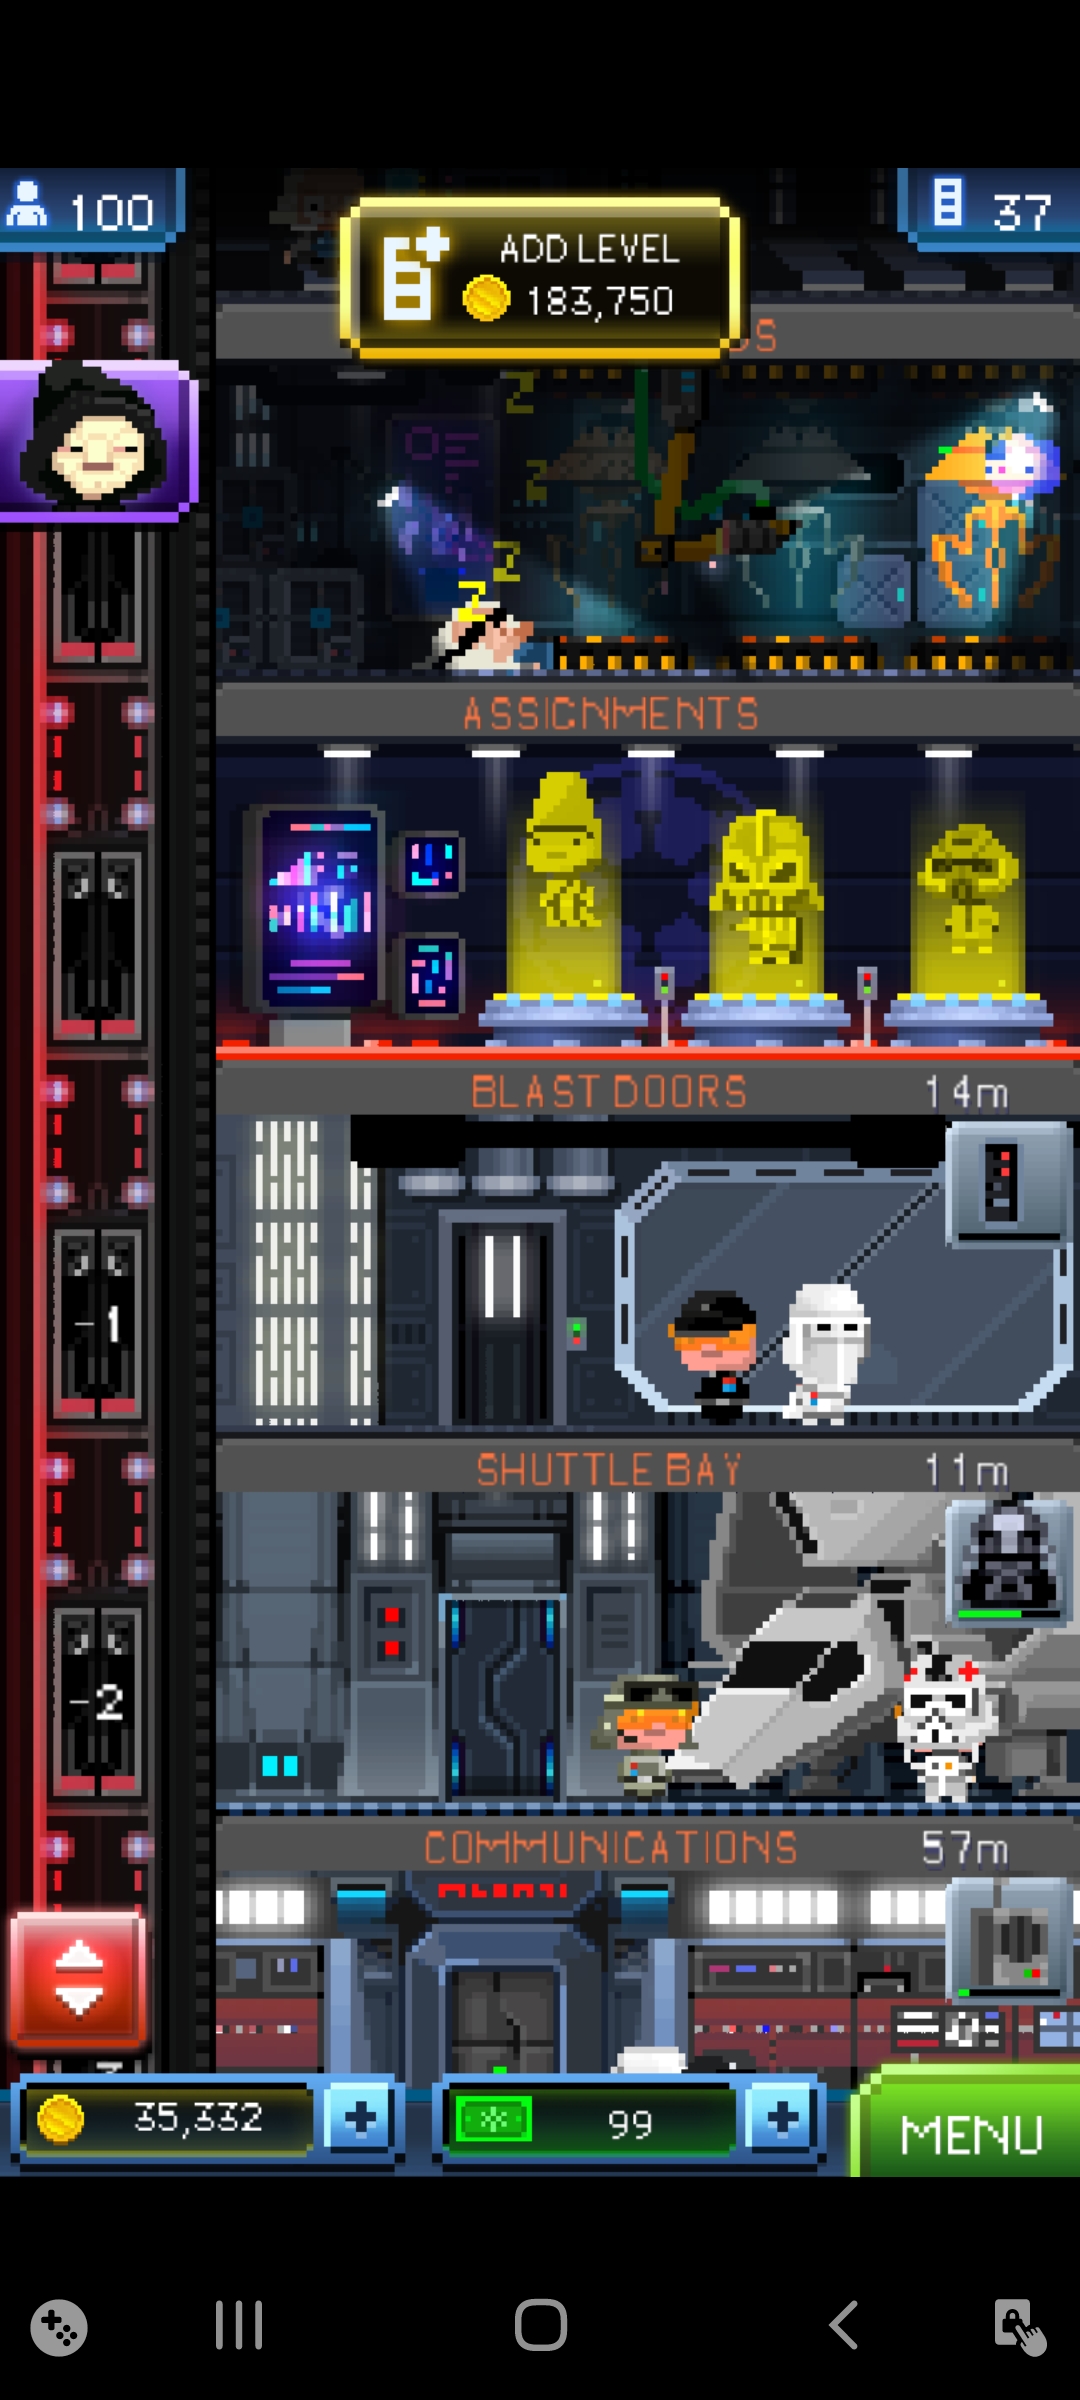 100
37
ADD LEVEL
183,750
DS
Z
Z
Z
Z
ASSIGNMENTS
BLAST DOORS 14m
-1
SHUTTLE BAY 11m
-2
COMMUNICATIONS 57m
35,332
99
MENU